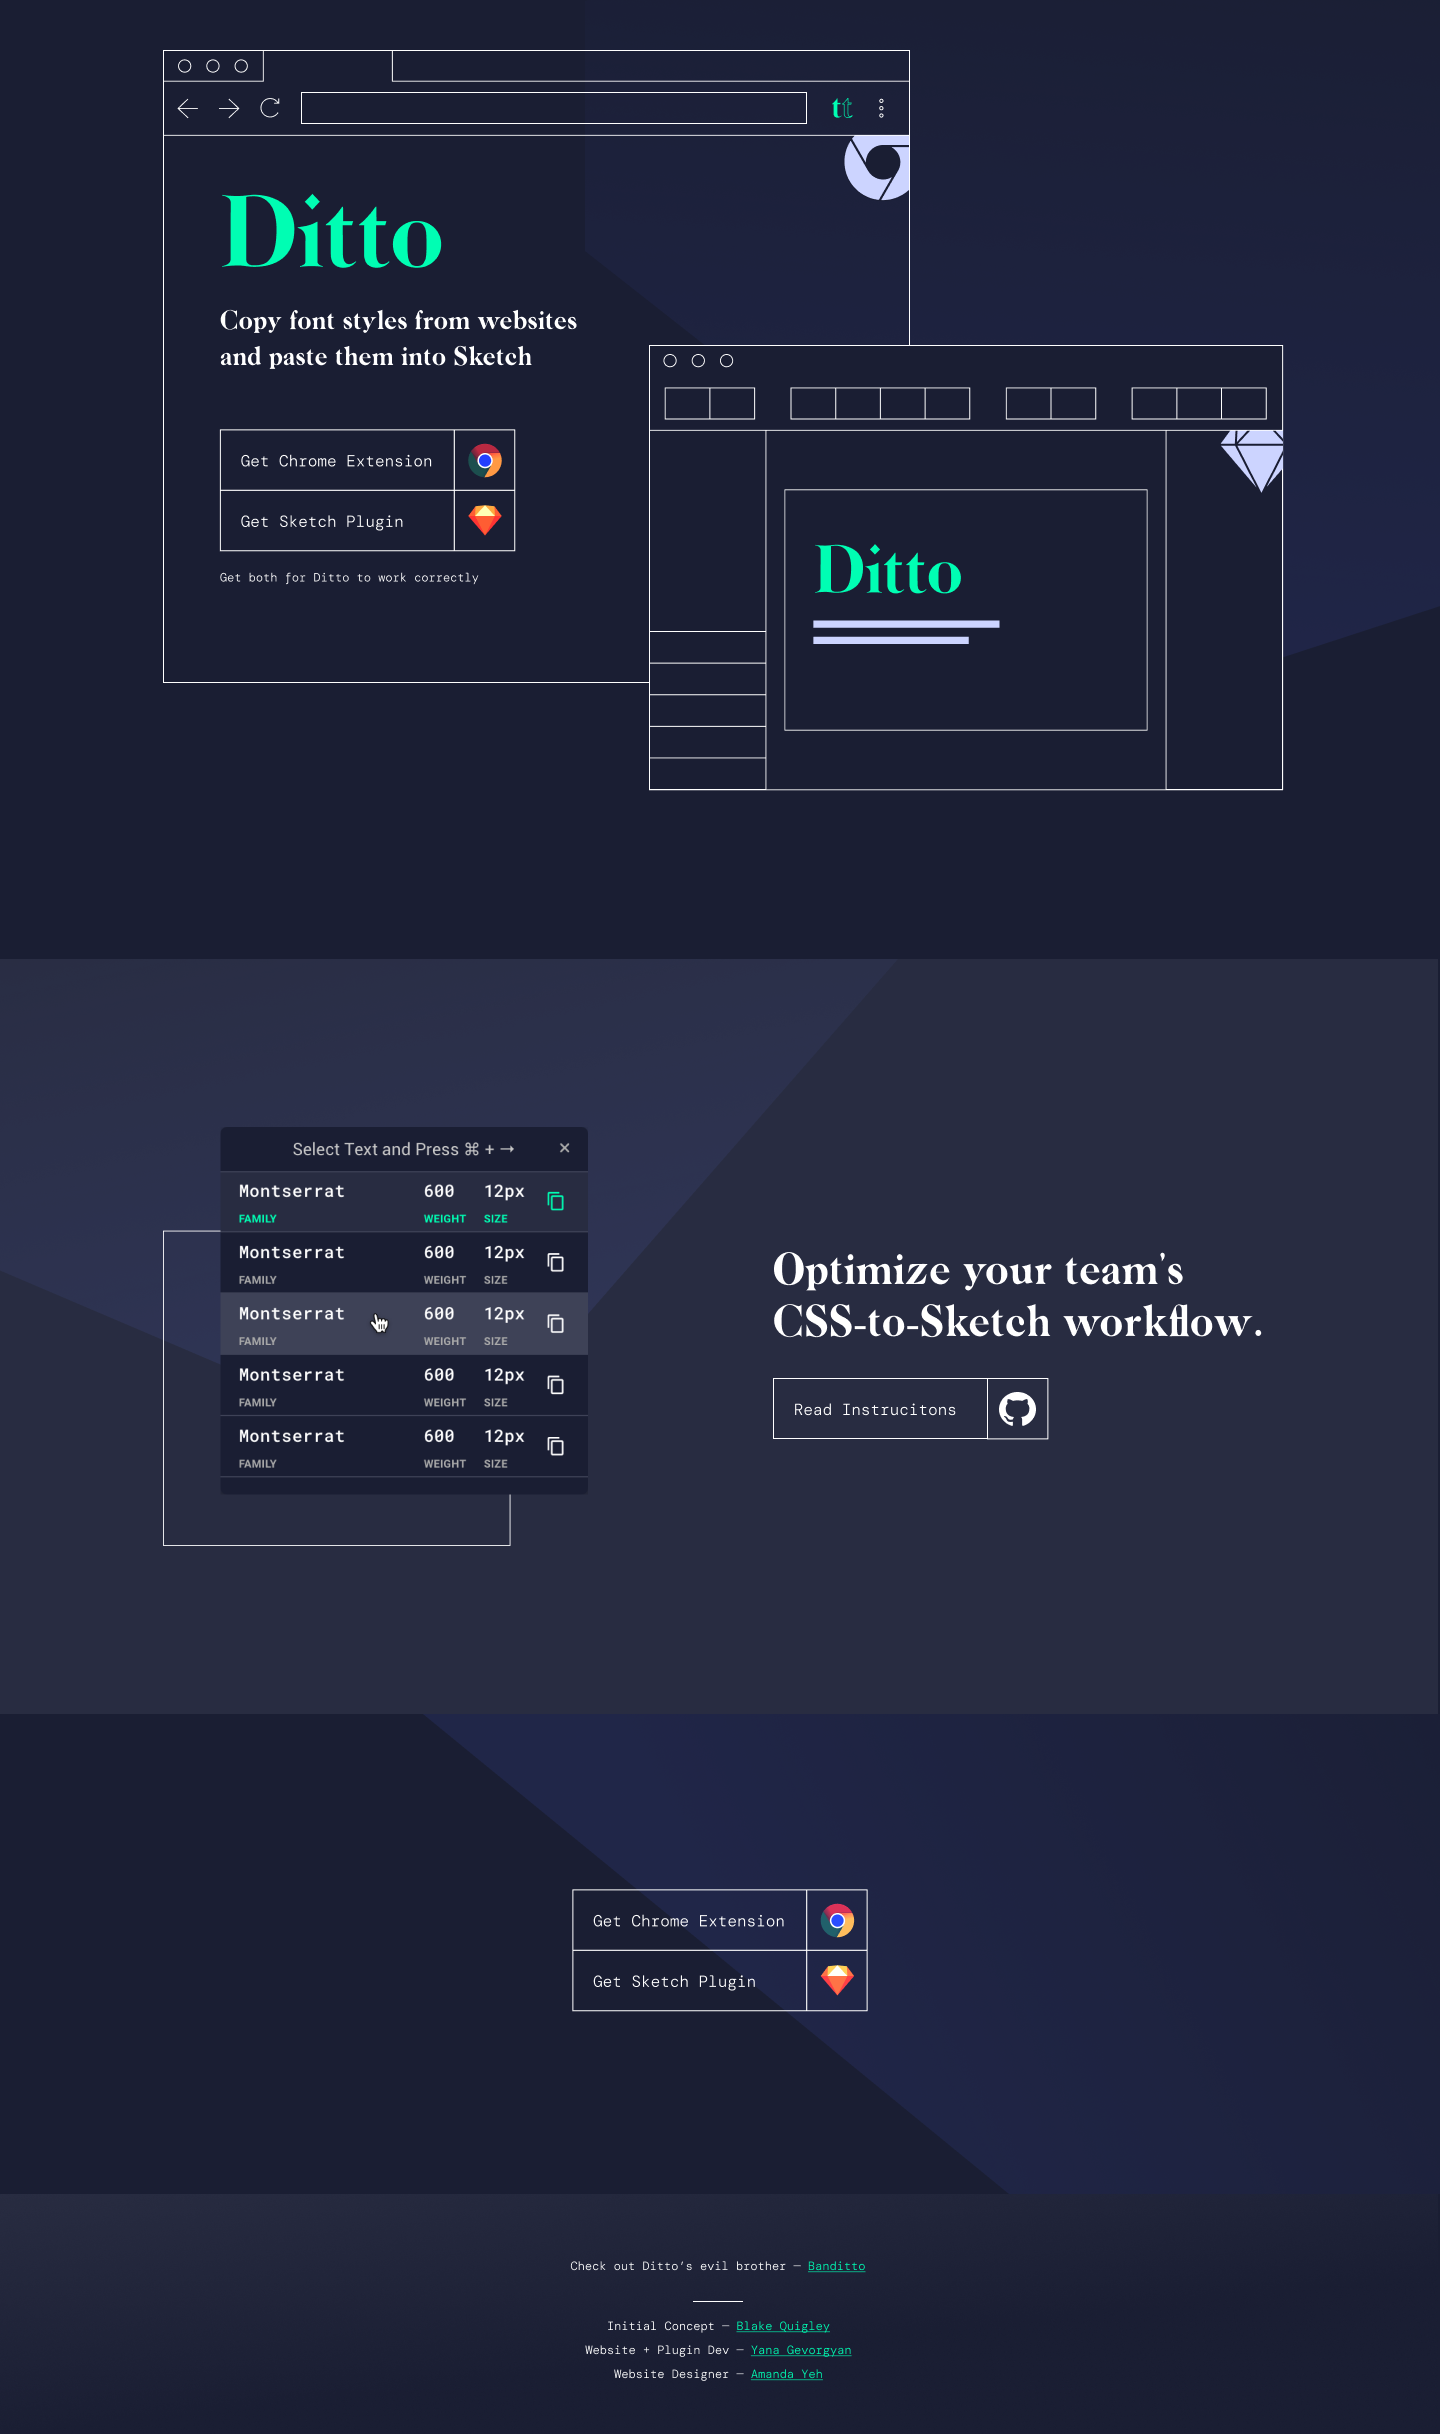 tt
Ditto
Copy font styles from websites
and paste them into Sketch
Get Chrome Extension
Get Sketch Plugin
Get both for Ditto to work correctly
Ditto
Select Text and Press ⌘ + → ×
Montserrat 600 12px
FAMILY WEIGHT SIZE
Montserrat 600 12px
FAMILY WEIGHT SIZE
Montserrat 600 12px
FAMILY WEIGHT SIZE
Montserrat 600 12px
FAMILY WEIGHT SIZE
Montserrat 600 12px
FAMILY WEIGHT SIZE
Optimize your team's
CSS-to-Sketch workflow.
Read Instrucitons
Get Chrome Extension
Get Sketch Plugin
Check out Ditto’s evil brother — Banditto
Initial Concept — Blake Quigley
Website + Plugin Dev — Yana Gevorgyan
Website Designer — Amanda Yeh